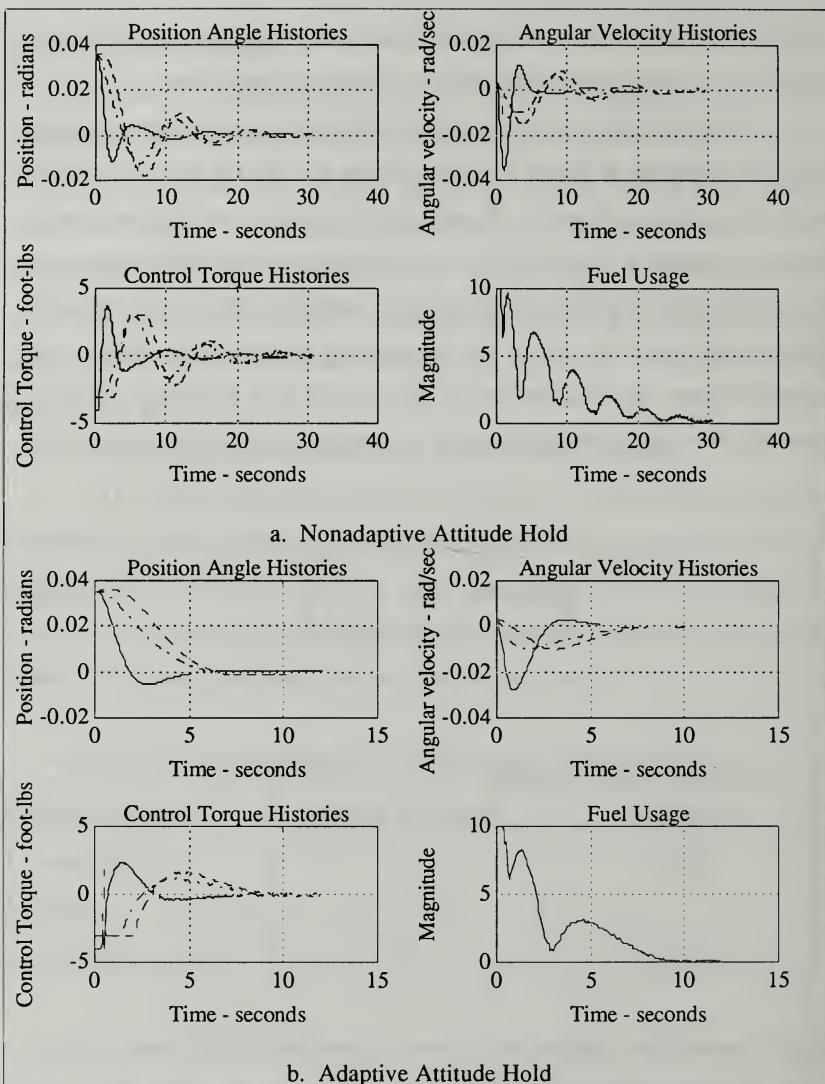 Position Angle Histories
Position - radians
0.04
0.02
0
-0.02
0 10 20 30 40
Time - seconds
Angular Velocity Histories
Angular velocity - rad/sec
0.02
0
-0.02
-0.04
0 10 20 30 40
Time - seconds
Control Torque Histories
Control Torque - foot-lbs
5
0
-5
0 10 20 30 40
Time - seconds
Fuel Usage
Magnitude
10
5
0
0 10 20 30 40
Time - seconds
a. Nonadaptive Attitude Hold
Position Angle Histories
Position - radians
0.04
0.02
0
-0.02
0 5 10 15
Time - seconds
Angular Velocity Histories
Angular velocity - rad/sec
0.02
0
-0.02
-0.04
0 5 10 15
Time - seconds
Control Torque Histories
Control Torque - foot-lbs
5
0
-5
0 5 10 15
Time - seconds
Fuel Usage
Magnitude
10
5
0
0 5 10 15
Time - seconds
b. Adaptive Attitude Hold